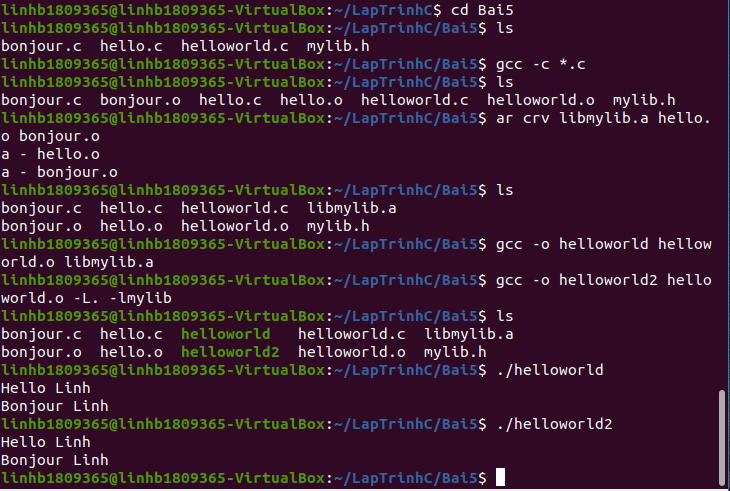 linhb1809365@linhb1809365-VirtualBox:~/LapTrinhC$ cd Bai5
linhb1809365@linhb1809365-VirtualBox:~/LapTrinhC/Bai5$ ls
bonjour.c  hello.c  helloworld.c  mylib.h
linhb1809365@linhb1809365-VirtualBox:~/LapTrinhC/Bai5$ gcc -c *.c
linhb1809365@linhb1809365-VirtualBox:~/LapTrinhC/Bai5$ ls
bonjour.c  bonjour.o  hello.c  hello.o  helloworld.c  helloworld.o  mylib.h
linhb1809365@linhb1809365-VirtualBox:~/LapTrinhC/Bai5$ ar crv libmylib.a hello.
o bonjour.o
a - hello.o
a - bonjour.o
linhb1809365@linhb1809365-VirtualBox:~/LapTrinhC/Bai5$ ls
bonjour.c  hello.c  helloworld.c  libmylib.a
bonjour.o  hello.o  helloworld.o  mylib.h
linhb1809365@linhb1809365-VirtualBox:~/LapTrinhC/Bai5$ gcc -o helloworld hellow
orld.o libmylib.a
linhb1809365@linhb1809365-VirtualBox:~/LapTrinhC/Bai5$ gcc -o helloworld2 hello
world.o -L. -lmylib
linhb1809365@linhb1809365-VirtualBox:~/LapTrinhC/Bai5$ ls
bonjour.c  hello.c  helloworld   helloworld.c  libmylib.a
bonjour.o  hello.o  helloworld2  helloworld.o  mylib.h
linhb1809365@linhb1809365-VirtualBox:~/LapTrinhC/Bai5$ ./helloworld
Hello Linh
Bonjour Linh
linhb1809365@linhb1809365-VirtualBox:~/LapTrinhC/Bai5$ ./helloworld2
Hello Linh
Bonjour Linh
linhb1809365@linhb1809365-VirtualBox:~/LapTrinhC/Bai5$